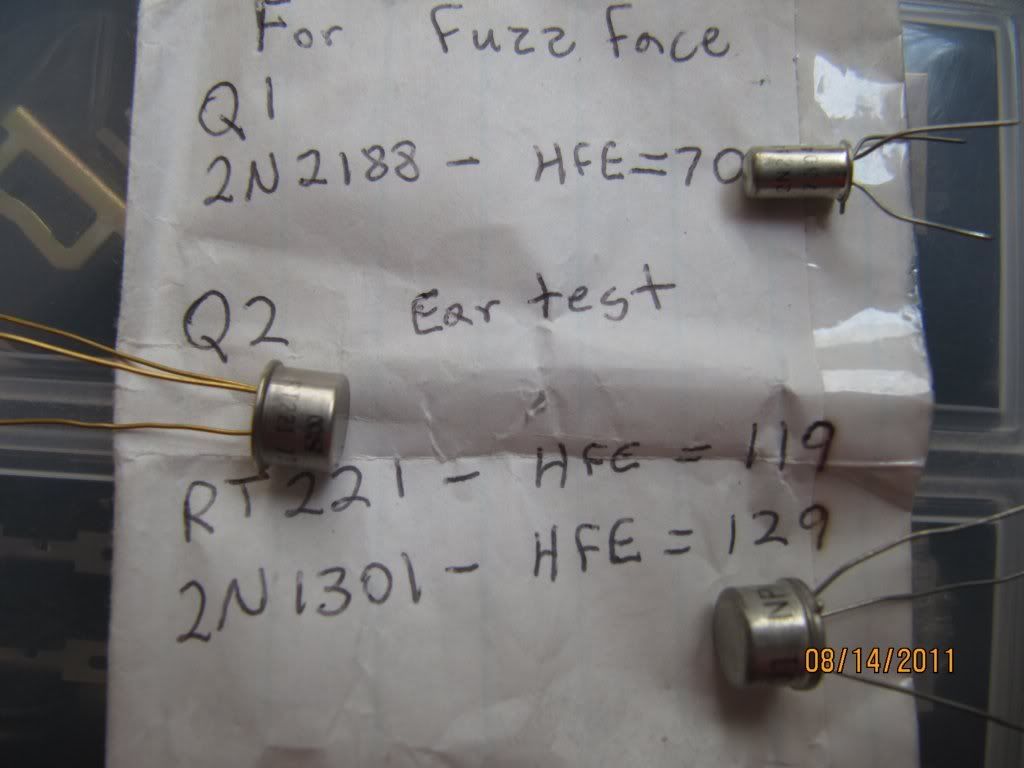 For Fuzz Face
Q1
2N2188 - HFE=70
Q2 Ear test
RT221 - HFE = 119
2N1301 - HFE = 129
08/14/2011